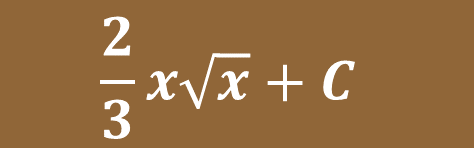 2/3 x√x + C